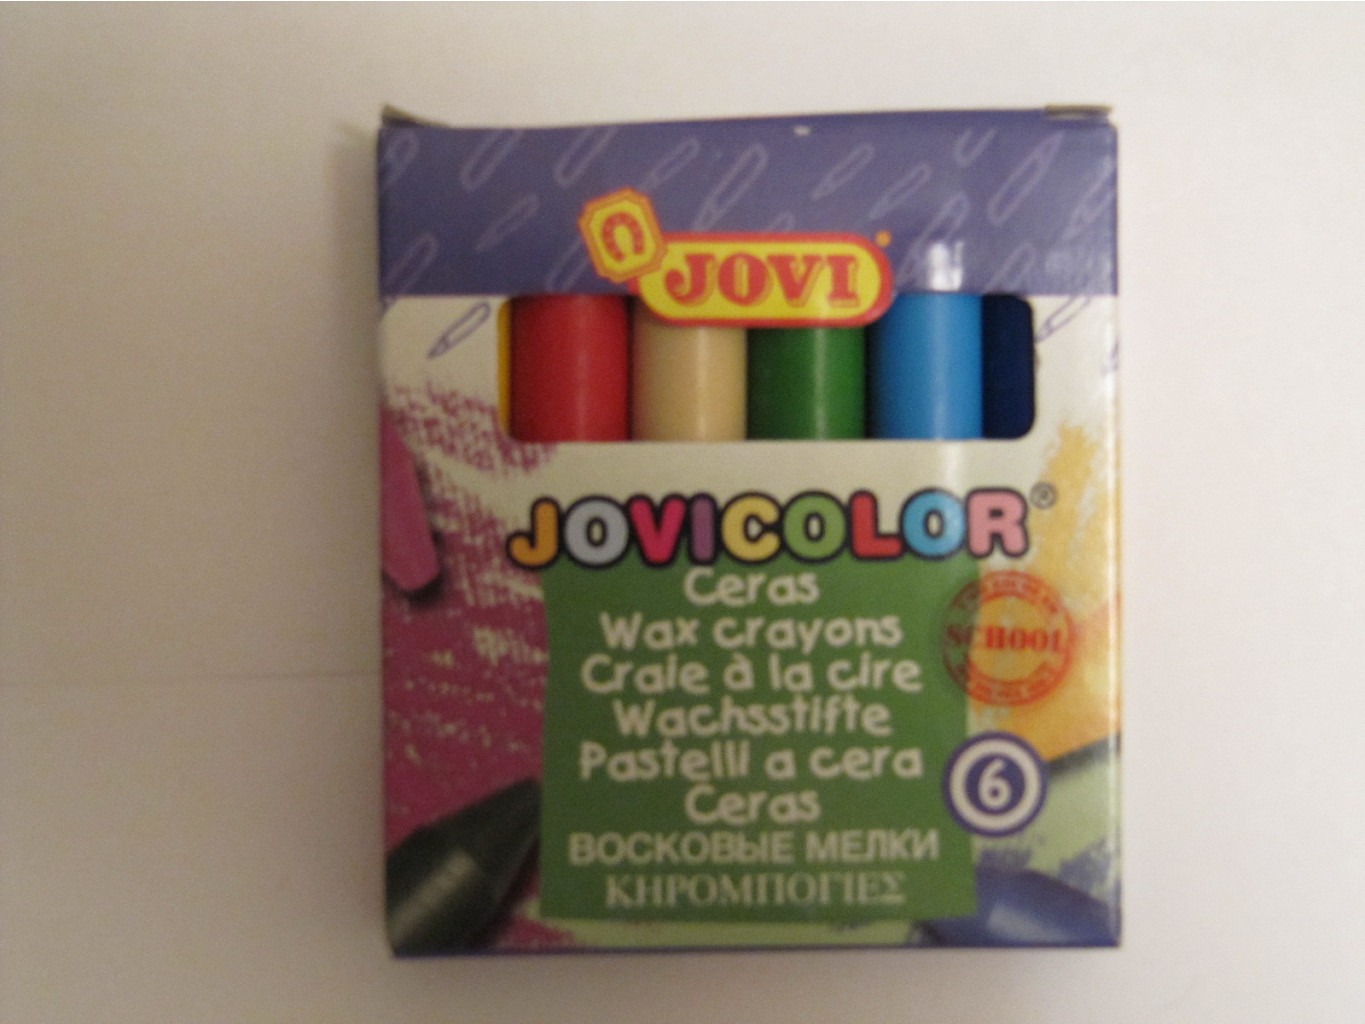 JOVI
JOVICOLOR®
Ceras
Wax crayons
Craie à la cire
Wachsstifte
Pastelli a cera
Ceras
SCHOOL
6
ВОСКОВЫЕ МЕЛКИ
ΚΗΡΟΜΠΟΓΙΕΣ